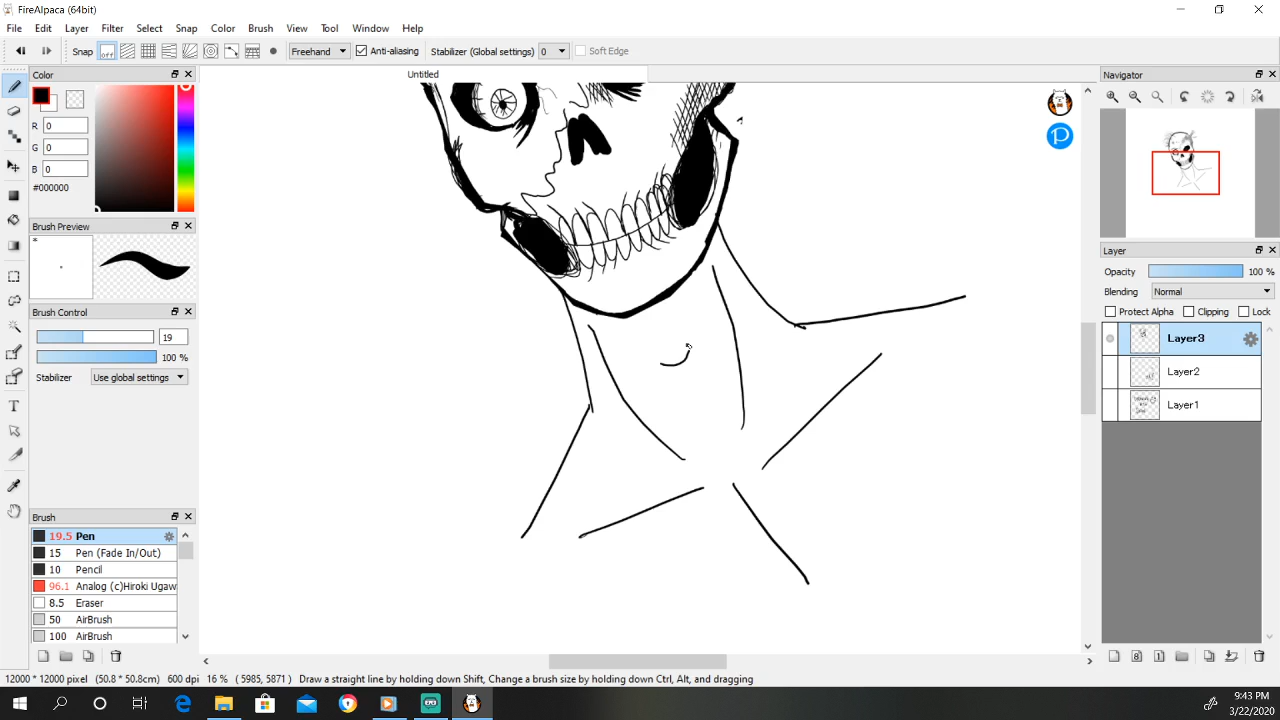 FireAlpaca (64bit)
File Edit Layer Filter Select Snap Color Brush View Tool Window Help
Snap off Freehand Anti-aliasing Stabilizer (Global settings) 0 Soft Edge
Color
R 0
G 0
B 0
#000000
Brush Preview
Brush Control
19
100 %
Stabilizer Use global settings
Brush
19.5 Pen
15 Pen (Fade In/Out)
10 Pencil
96.1 Analog (c)Hiroki Ugaw
8.5 Eraser
50 AirBrush
100 AirBrush
Untitled
Navigator
Layer
Opacity 100 %
Blending Normal
Protect Alpha Clipping Lock
Layer3
Layer2
Layer1
12000 * 12000 pixel (50.8 * 50.8cm) 600 dpi 16 % ( 5985, 5871 ) Draw a straight line by holding down Shift, Change a brush size by holding down Ctrl, Alt, and dragging
9:43 PM
3/22/2020